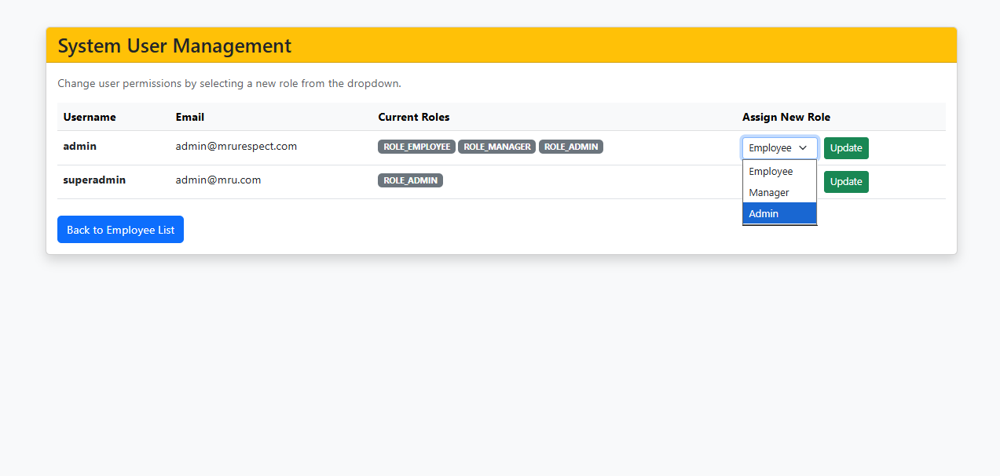 System User Management
Change user permissions by selecting a new role from the dropdown.
Username Email Current Roles Assign New Role
admin admin@mrurespect.com ROLE_EMPLOYEE ROLE_MANAGER ROLE_ADMIN Employee Update
Employee
superadmin admin@mru.com ROLE_ADMIN Update
Manager
Admin
Back to Employee List